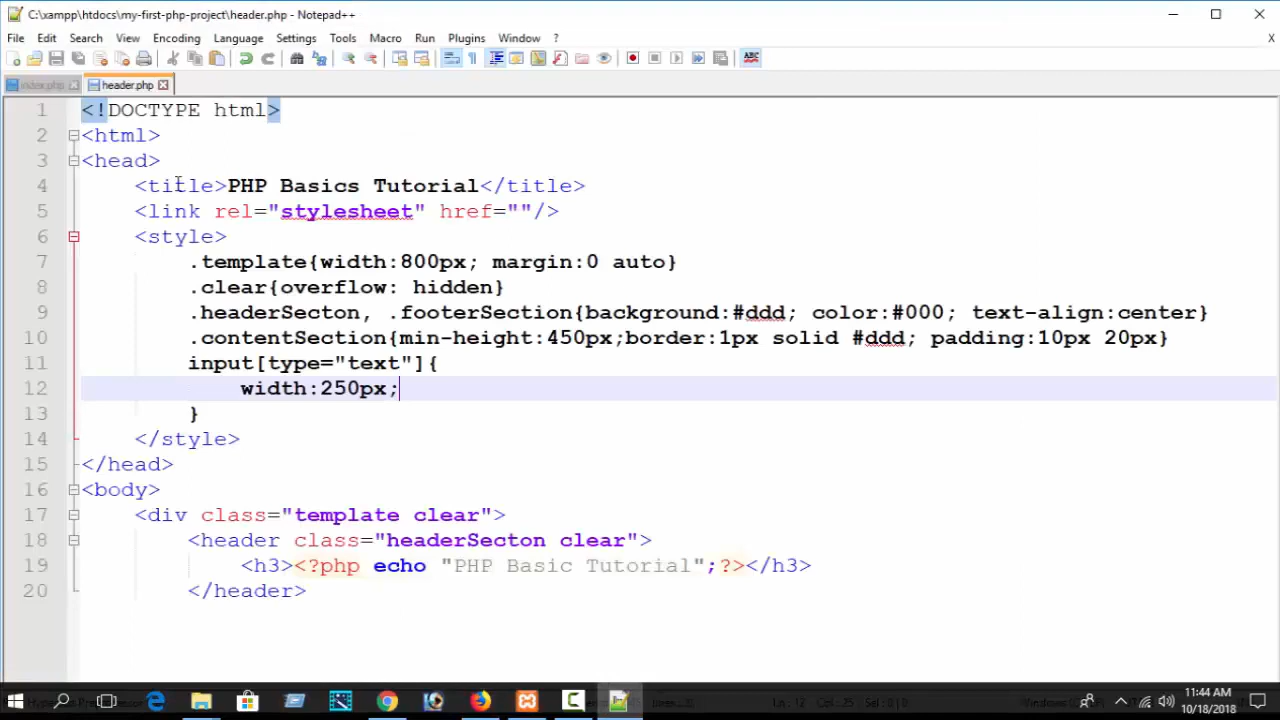 C:\xampp\htdocs\my-first-php-project\header.php - Notepad++
File Edit Search View Encoding Language Settings Tools Macro Run Plugins Window ? X
index.php header.php
1 <!DOCTYPE html>
2 <html>
3 <head>
4 <title>PHP Basics Tutorial</title>
5 <link rel="stylesheet" href=""/>
6 <style>
7 .template{width:800px; margin:0 auto}
8 .clear{overflow: hidden}
9 .headerSecton, .footerSection{background:#ddd; color:#000; text-align:center}
10 .contentSection{min-height:450px;border:1px solid #ddd; padding:10px 20px}
11 input[type="text"]{
12 width:250px;
13 }
14 </style>
15 </head>
16 <body>
17 <div class="template clear">
18 <header class="headerSecton clear">
19 <h3><?php echo "PHP Basic Tutorial";?></h3>
20 </header>
11:44 AM
10/18/2018